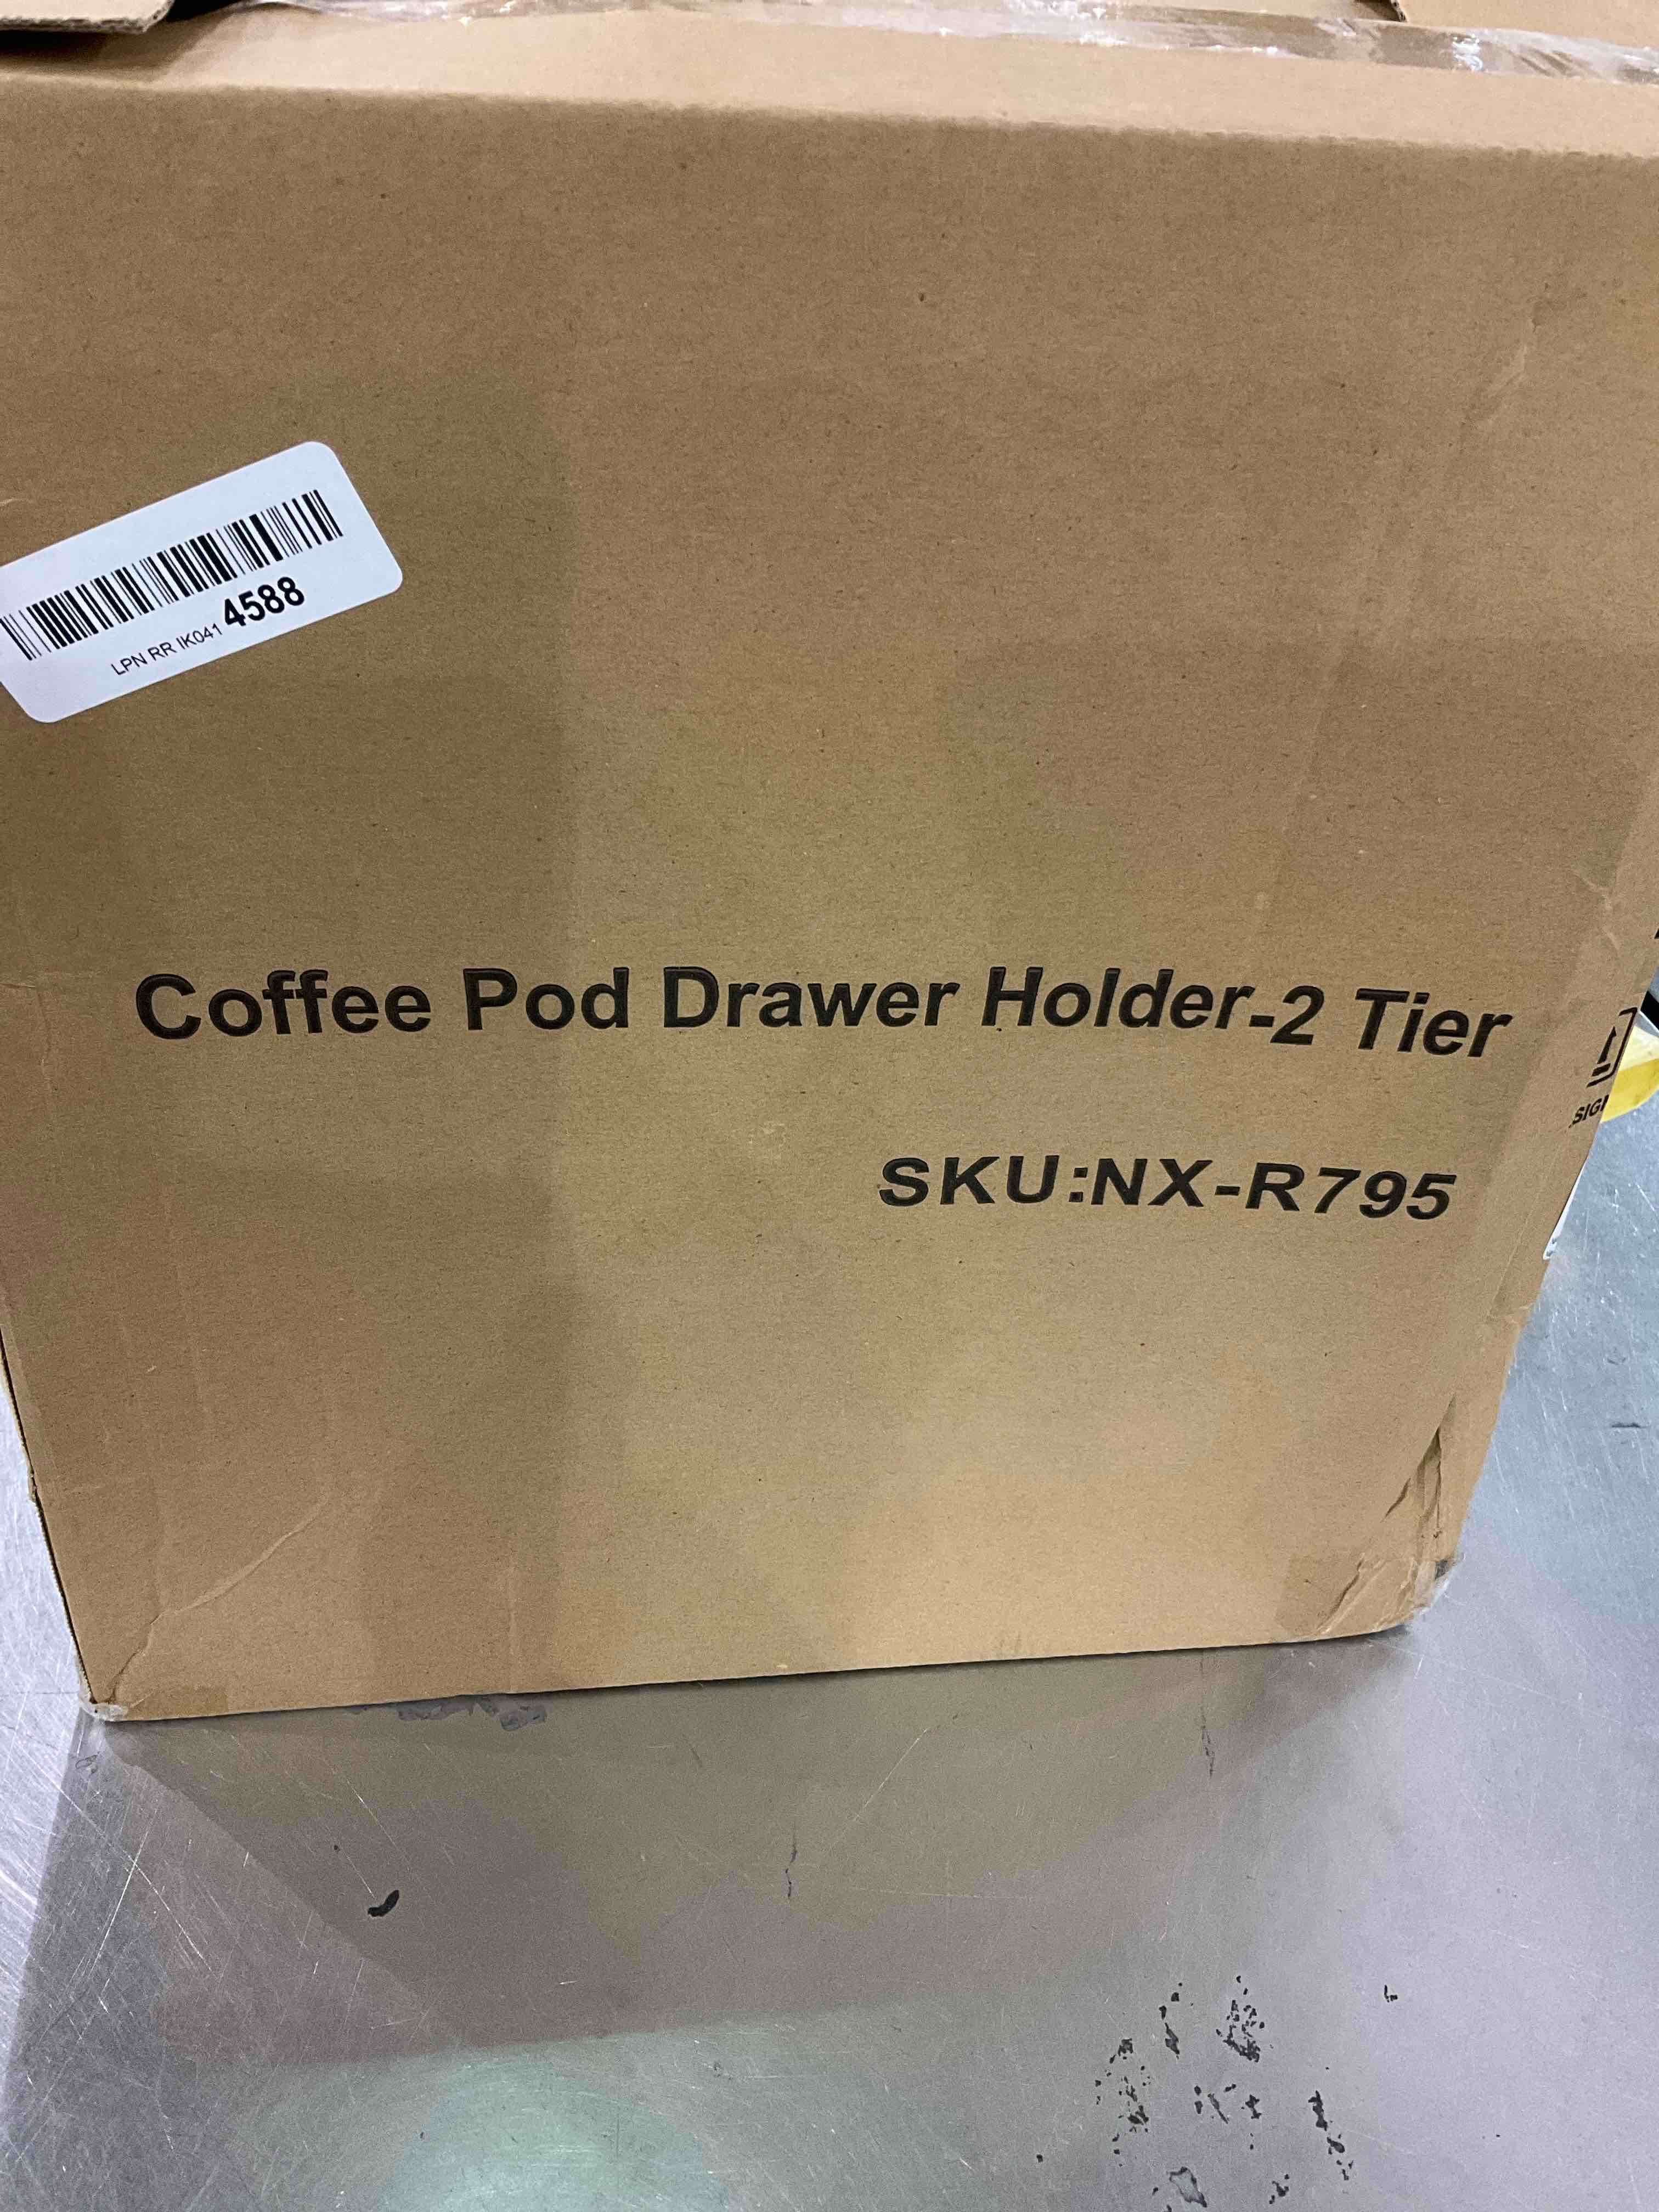 LPN RR IK041 4588
Coffee Pod Drawer Holder-2 Tier
SKU:NX-R795